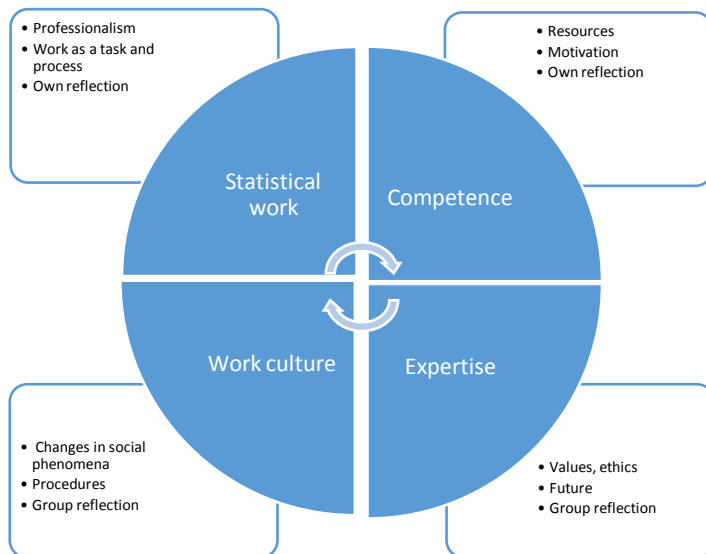 • Professionalism
• Work as a task and
process
• Own reflection
• Resources
• Motivation
• Own reflection
Statistical
work
Competence
Work culture
Expertise
• Changes in social
phenomena
• Procedures
• Group reflection
• Values, ethics
• Future
• Group reflection